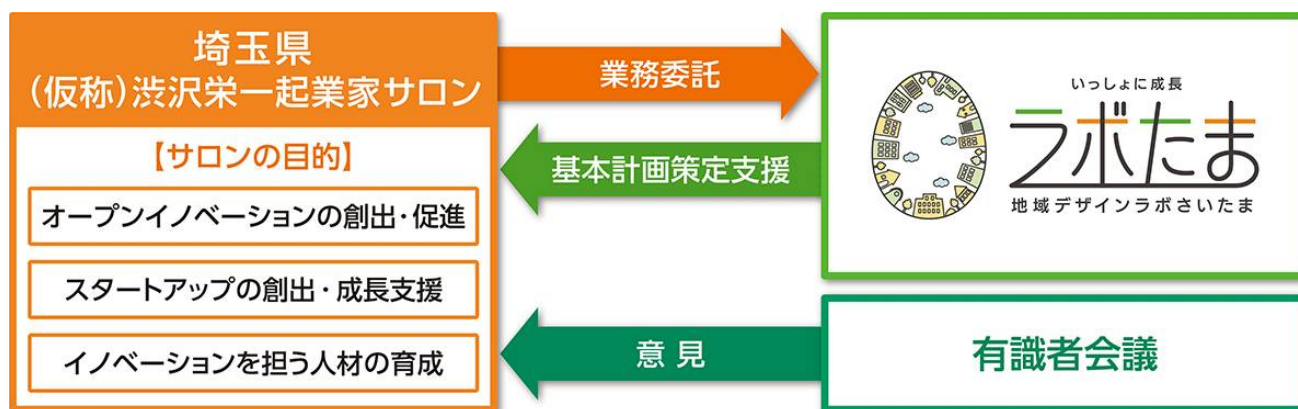 埼玉県
(仮称)渋沢栄一起業家サロン
【サロンの目的】
オープンイノベーションの創出・促進
スタートアップの創出・成長支援
イノベーションを担う人材の育成
業務委託
基本計画策定支援
意見
いっしょに成長
ラボたま
地域デザインラボさいたま
有識者会議